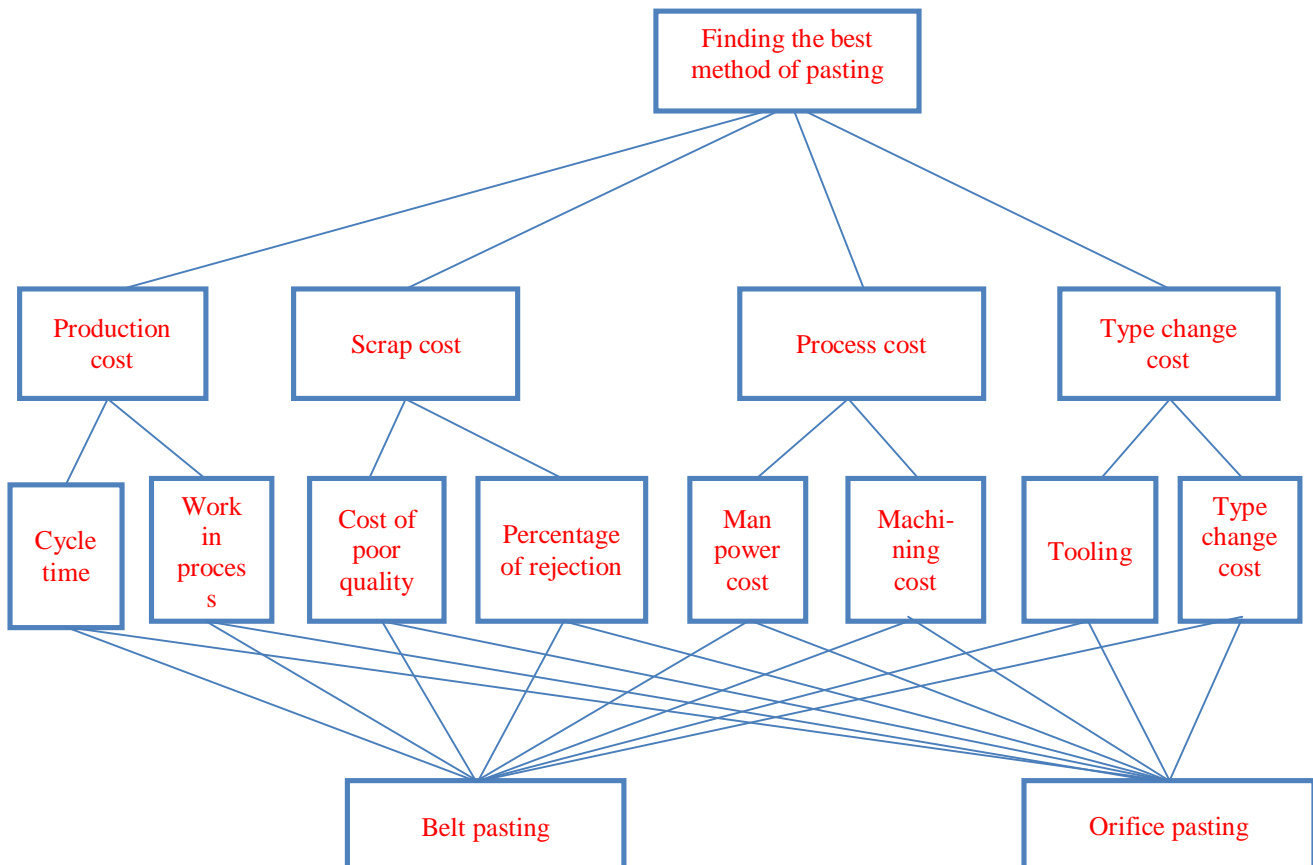 Finding the best
method of pasting
Production
cost
Scrap cost
Process cost
Type change
cost
Cycle
time
Work
in
proces
s
Cost of
poor
quality
Percentage
of rejection
Man
power
cost
Machi-
ning
cost
Tooling
Type
change
cost
Belt pasting
Orifice pasting